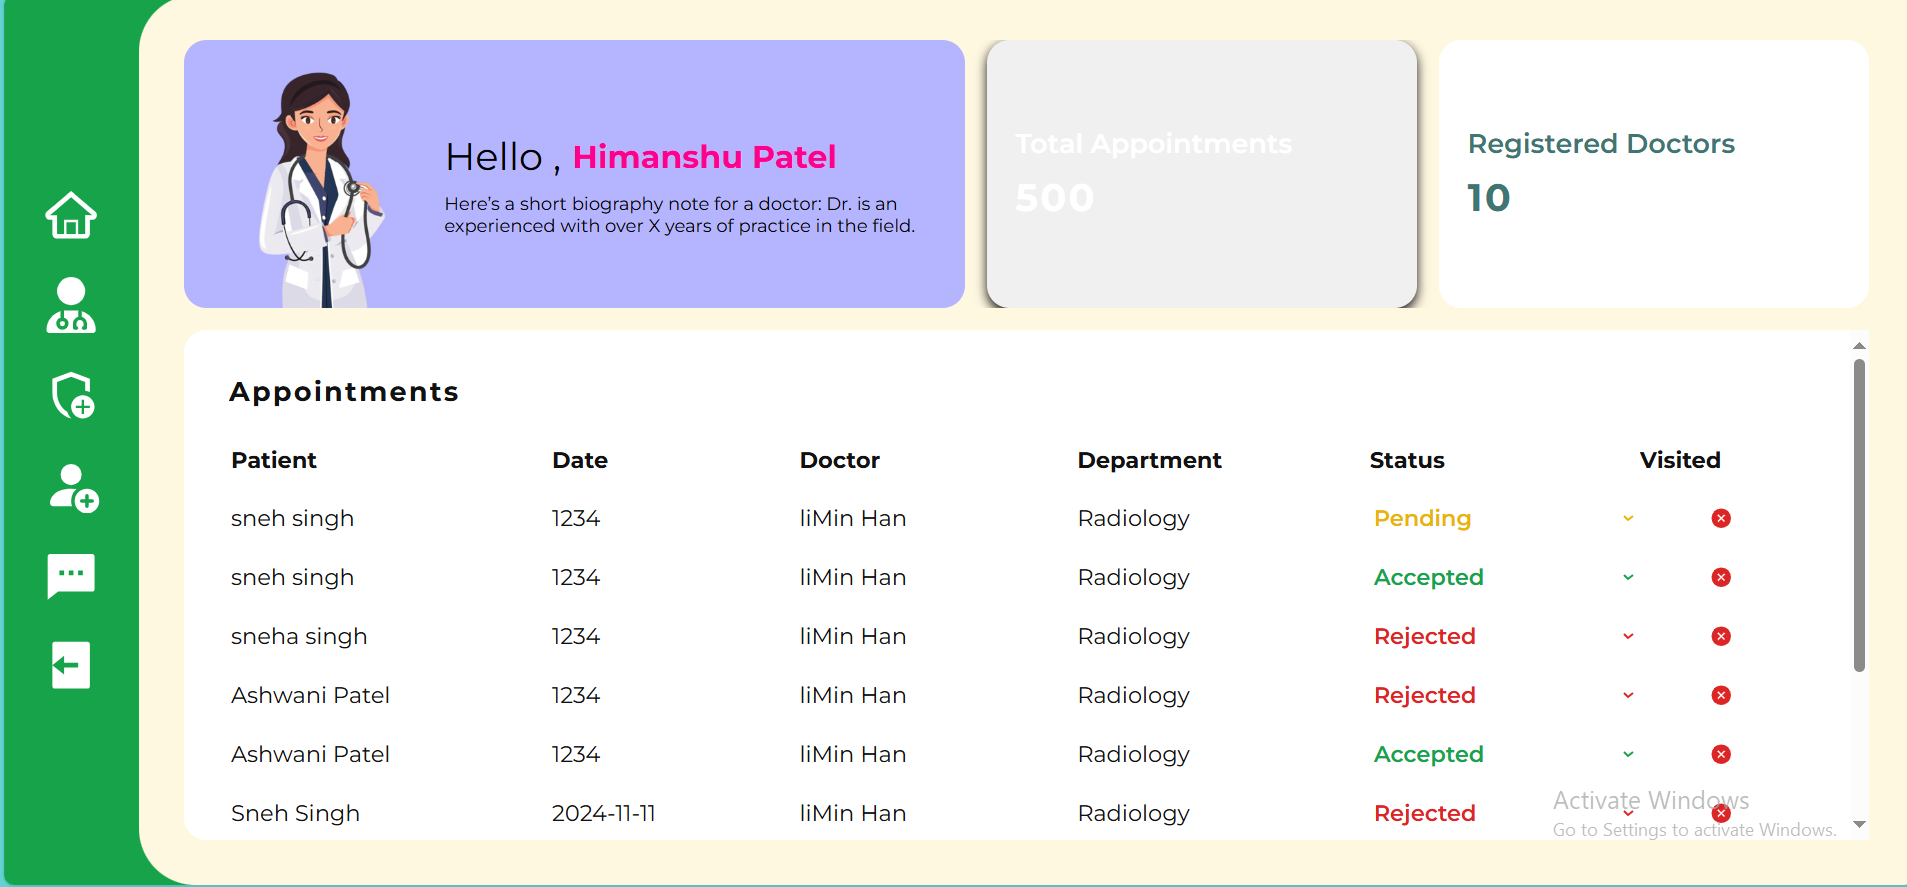 Hello , Himanshu Patel
Here's a short biography note for a doctor: Dr. is an
experienced with over X years of practice in the field.
Total Appointments
500
Registered Doctors
10
Appointments
Patient Date Doctor Department Status Visited
sneh singh 1234 liMin Han Radiology Pending
sneh singh 1234 liMin Han Radiology Accepted
sneha singh 1234 liMin Han Radiology Rejected
Ashwani Patel 1234 liMin Han Radiology Rejected
Ashwani Patel 1234 liMin Han Radiology Accepted
Sneh Singh 2024-11-11 liMin Han Radiology Rejected
Activate Windows
Go to Settings to activate Windows.